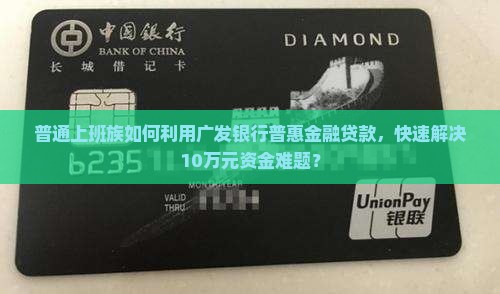 中国银行
BANK OF CHINA
长城借记卡
DIAMOND
普通上班族如何利用广发银行普惠金融贷款，快速解决
10万元资金难题？
6235
MONTH/YEAR
VALID
THRU
UnionPay
银联